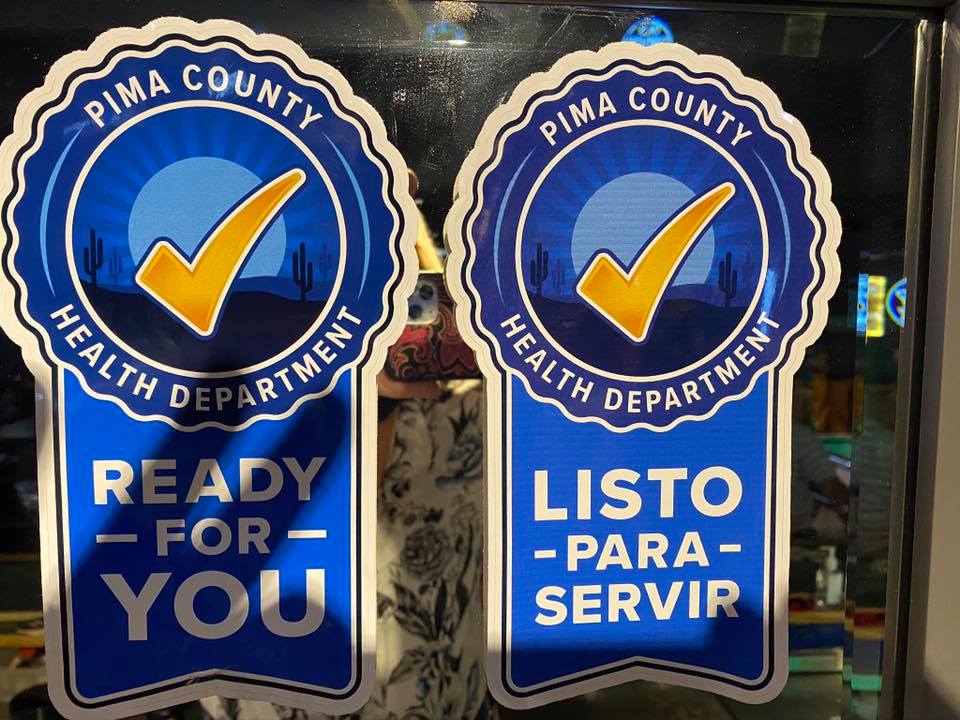 PIMA COUNTY
HEALTH DEPARTMENT
READY
FOR
YOU
PIMA COUNTY
HEALTH DEPARTMENT
LISTO
-PARA-
SERVIR